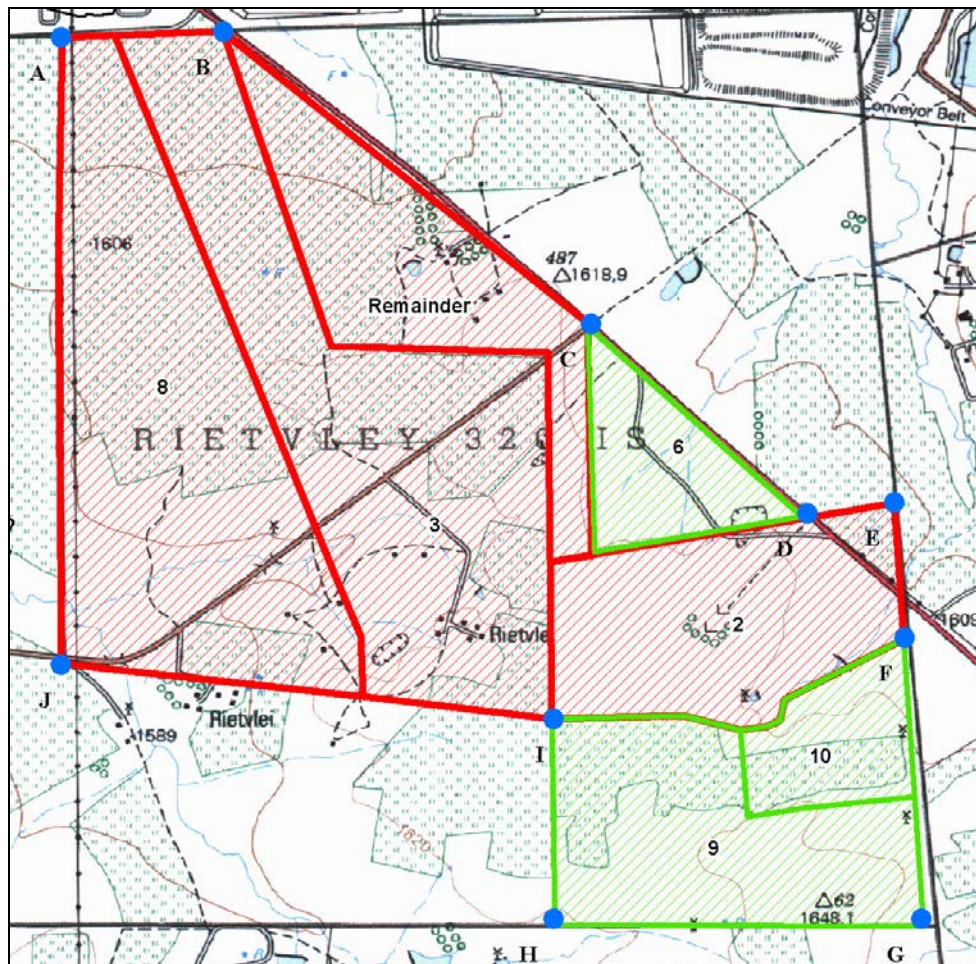 A
B
Conveyor Belt
1606
487
1618,9
Remainder
C
8
RIETVLEY 320 IS
6
3
D
E
1609
2
Rietvlei
F
J
Rietvlei
1589
I
10
1620
9
62
1648,1
H
G